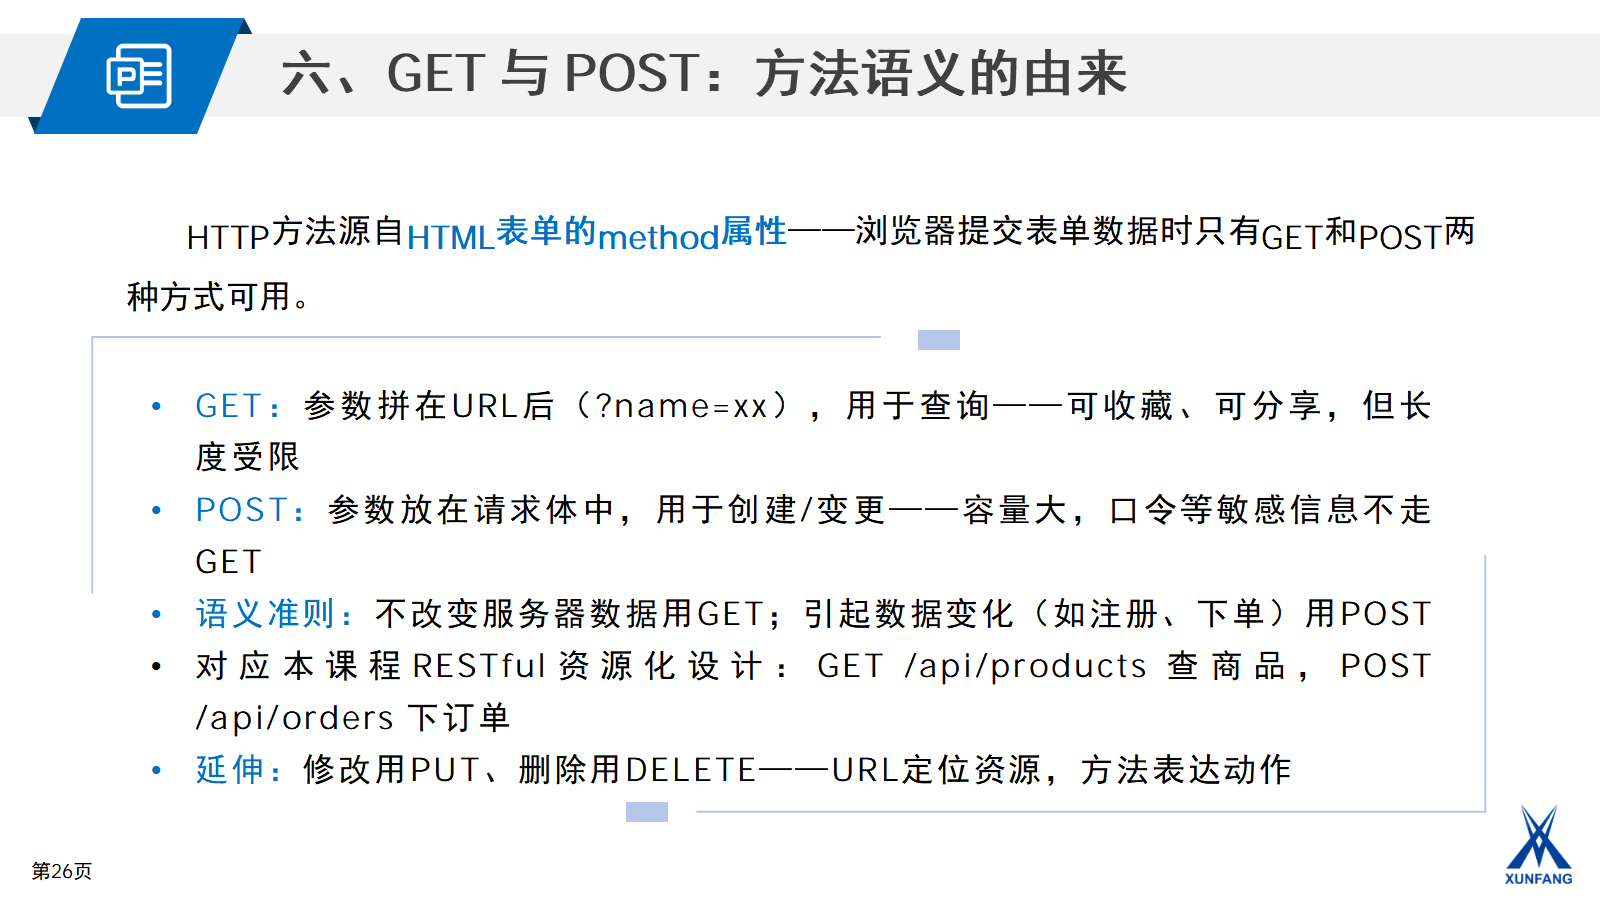 六、GET 与 POST：方法语义的由来
HTTP方法源自HTML表单的method属性——浏览器提交表单数据时只有GET和POST两
种方式可用。
• GET：参数拼在URL后（?name=xx），用于查询——可收藏、可分享，但长
度受限
• POST：参数放在请求体中，用于创建/变更——容量大，口令等敏感信息不走
GET
• 语义准则：不改变服务器数据用GET；引起数据变化（如注册、下单）用POST
• 对应本课程RESTful资源化设计：GET /api/products 查商品，POST
/api/orders 下订单
• 延伸：修改用PUT、删除用DELETE——URL定位资源，方法表达动作
第26页
XUNFANG